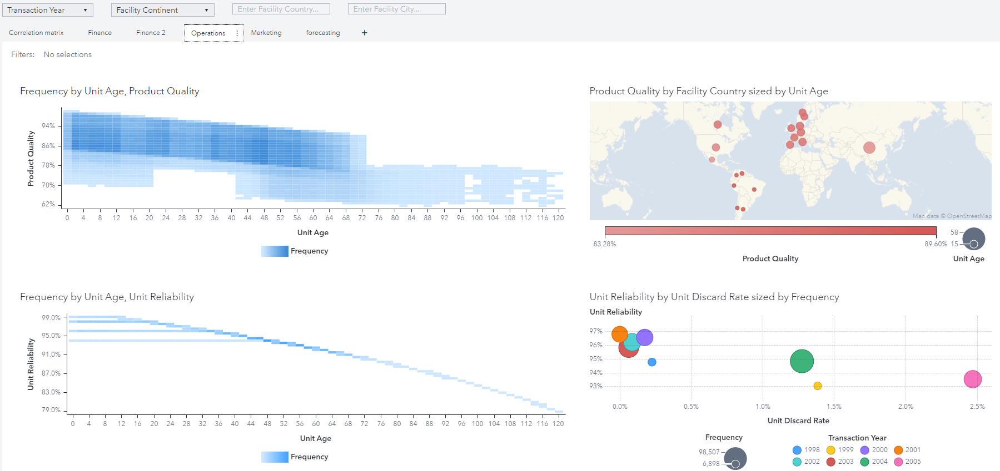 Transaction Year
Facility Continent
Enter Facility Country...
Enter Facility City...
Correlation matrix
Finance
Finance 2
Operations
Marketing
forecasting
+
Filters: No selections
Frequency by Unit Age, Product Quality
Product Quality
94%
86%
78%
70%
62%
0 4 8 12 16 20 24 28 32 36 40 44 48 52 56 60 64 68 72 76 80 84 88 92 96 100 104 108 112 116 120
Unit Age
Frequency
Product Quality by Facility Country sized by Unit Age
Map data © OpenStreetMap
83.28%
89.60%
Product Quality
58
15
Unit Age
Frequency by Unit Age, Unit Reliability
Unit Reliability
99.0%
95.0%
91.0%
87.0%
83.0%
79.0%
0 4 8 12 16 20 24 28 32 36 40 44 48 52 56 60 64 68 72 76 80 84 88 92 96 100 104 108 112 116 120
Unit Age
Frequency
Unit Reliability by Unit Discard Rate sized by Frequency
Unit Reliability
97%
96%
95%
94%
93%
0.0% 0.5% 1.0% 1.5% 2.0% 2.5%
Unit Discard Rate
Frequency
98,507
6,898
Transaction Year
1998 1999 2000 2001
2002 2003 2004 2005